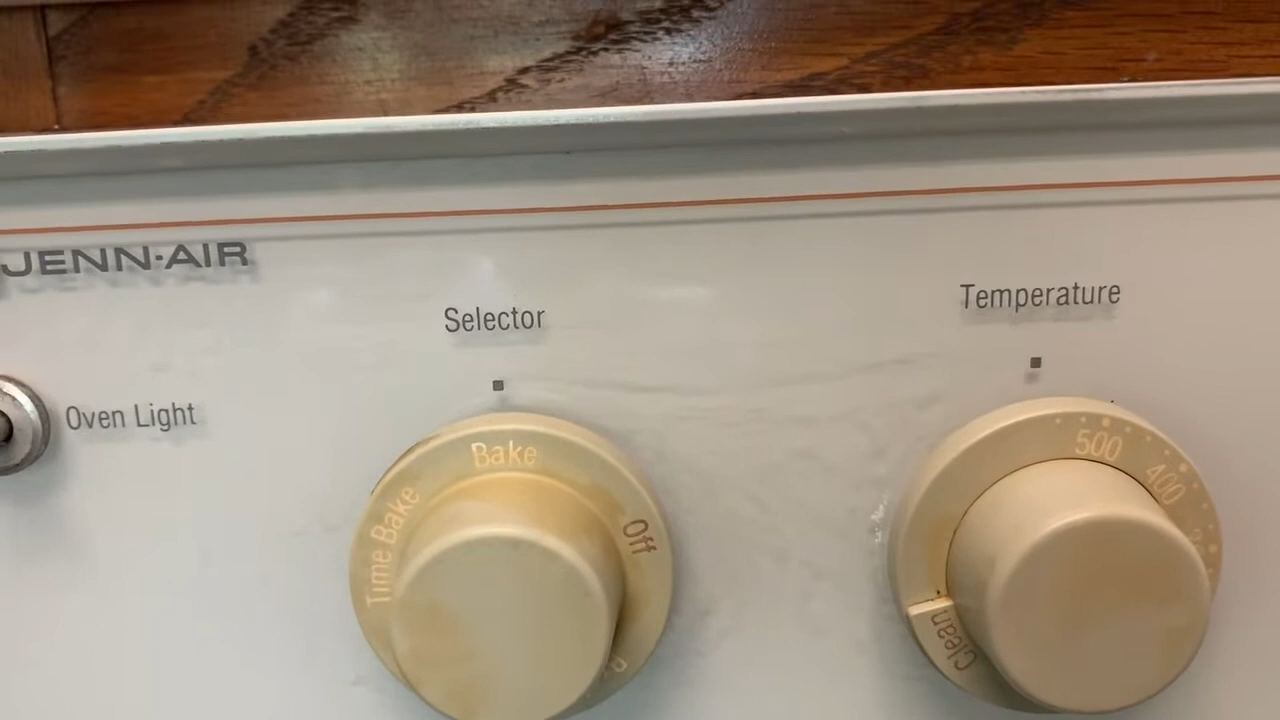 JENN-AIR
Selector
Temperature
Oven Light
Bake
Time Bake
Off
500
400
Clean